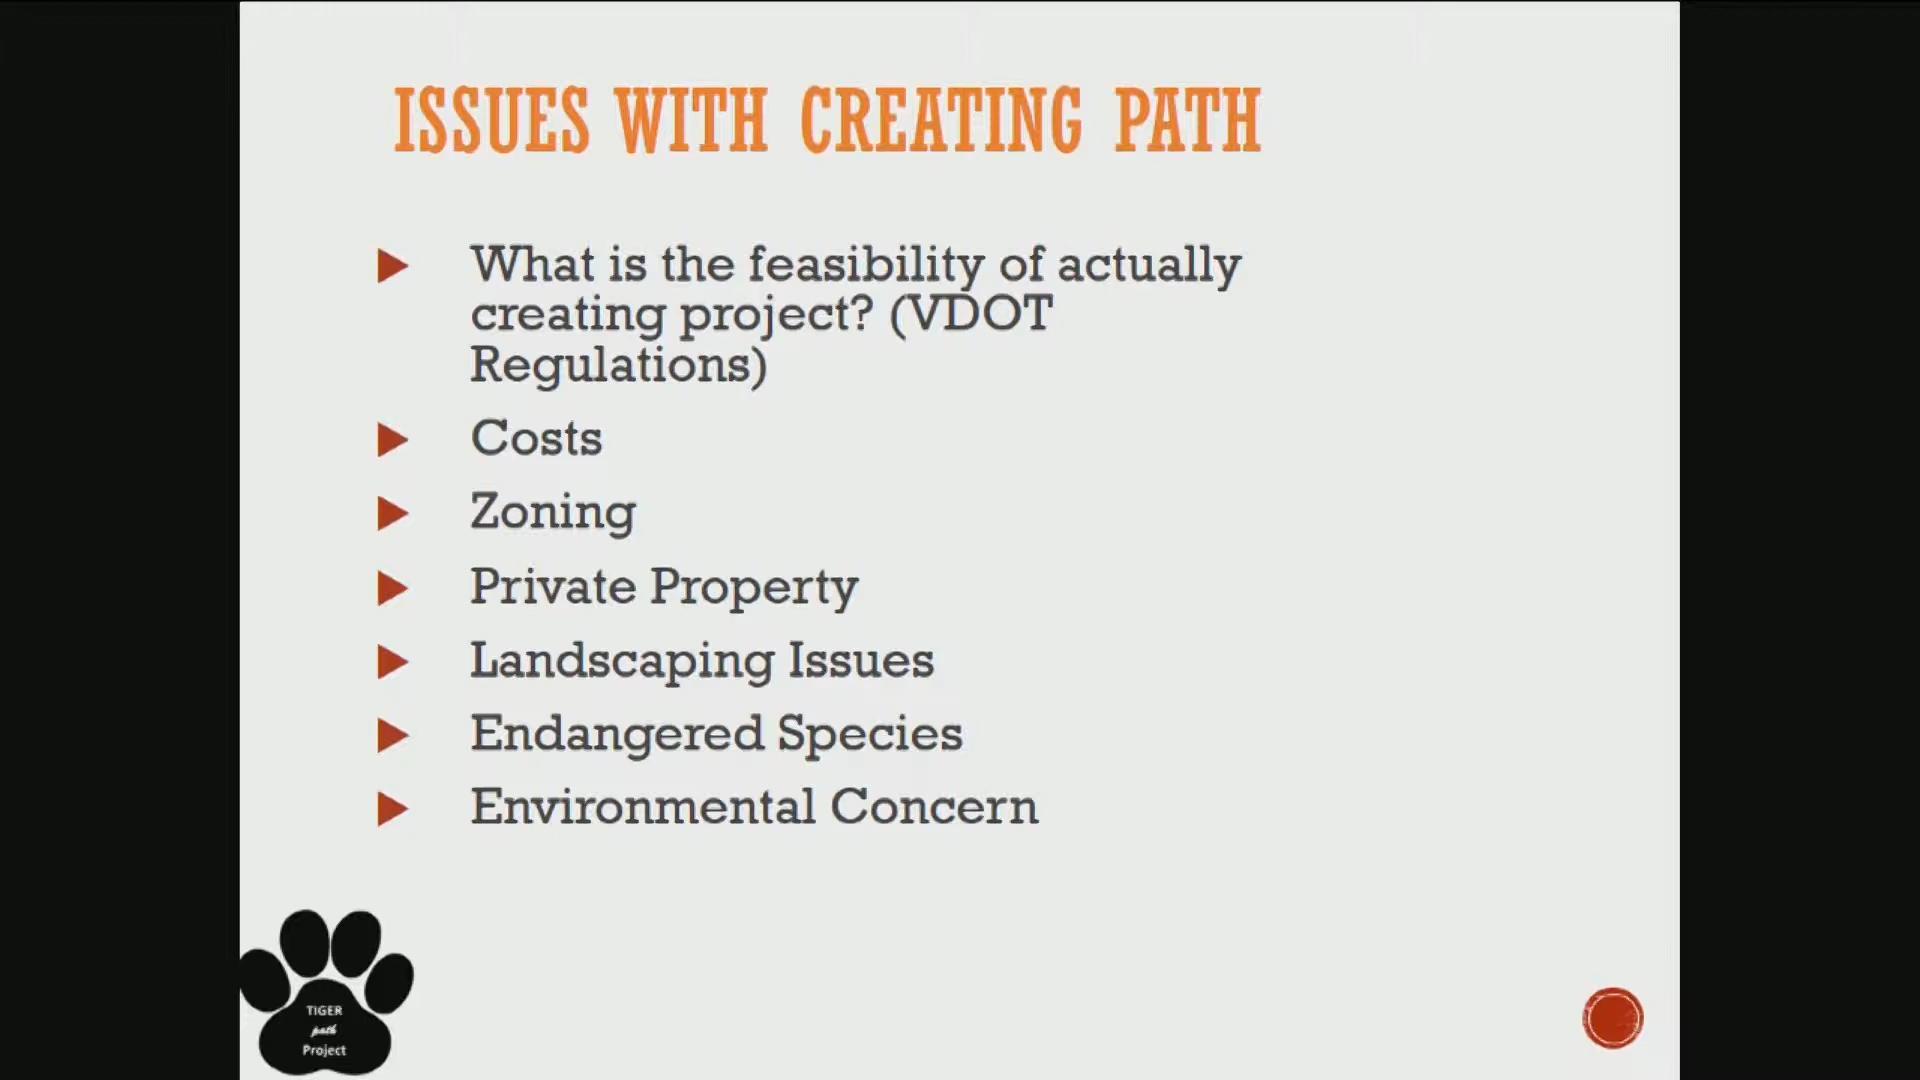 ISSUES WITH CREATING PATH
What is the feasibility of actually
creating project? (VDOT
Regulations)
Costs
Zoning
Private Property
Landscaping Issues
Endangered Species
Environmental Concern
TIGER
path
Project